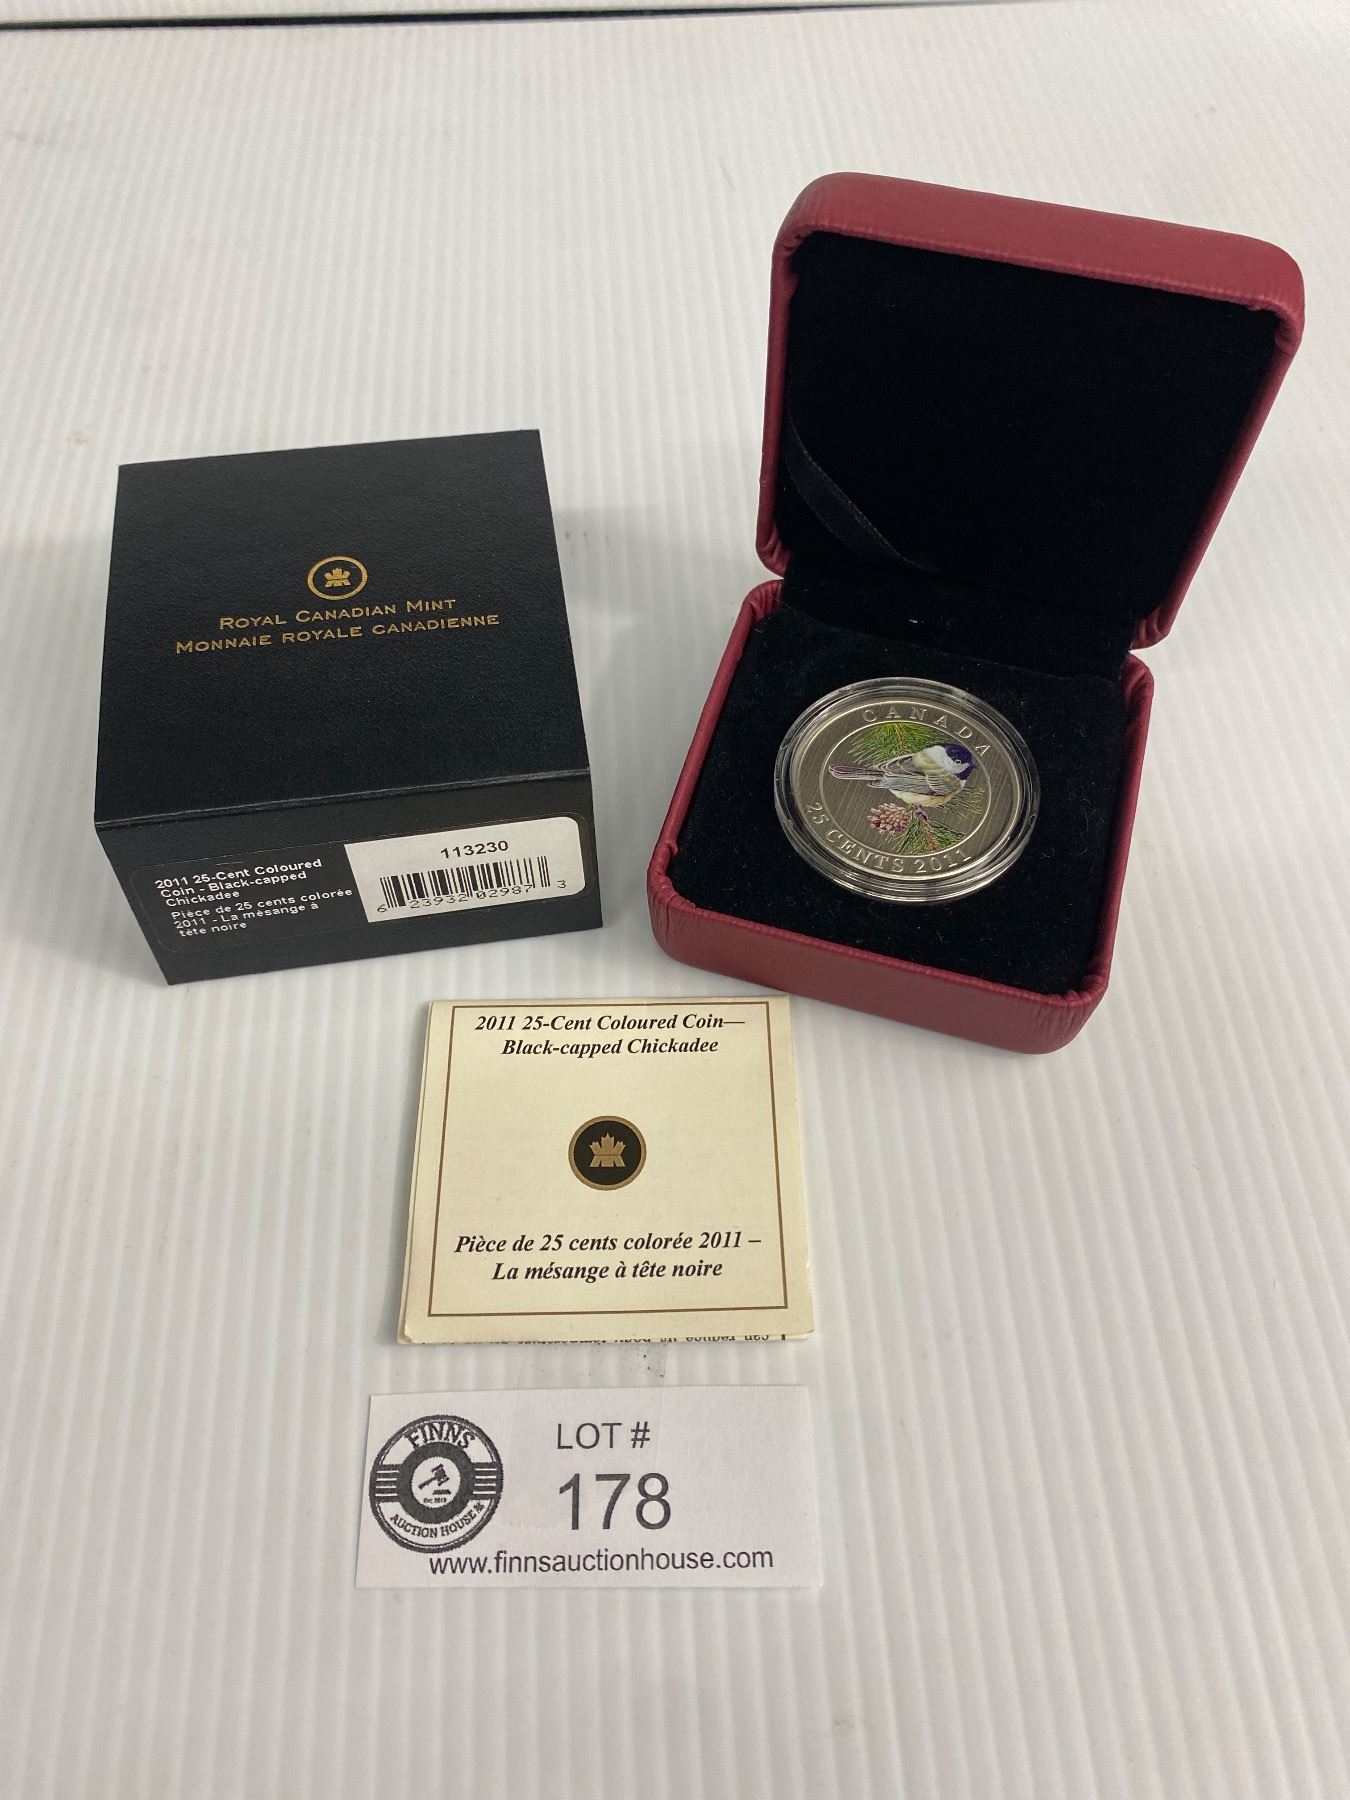 ROYAL CANADIAN MINT
MONNAIE ROYALE CANADIENNE
2011 25-Cent Coloured
Coin - Black-capped
Chickadee
Pièce de 25 cents colorée
2011 - La mésange à
tête noire
113230
6 23932 02987 3
CANADA
25 CENTS 2011
2011 25-Cent Coloured Coin—
Black-capped Chickadee
Pièce de 25 cents colorée 2011 –
La mésange à tête noire
FINNS
AUCTION HOUSE
LOT #
178
www.finnsauctionhouse.com